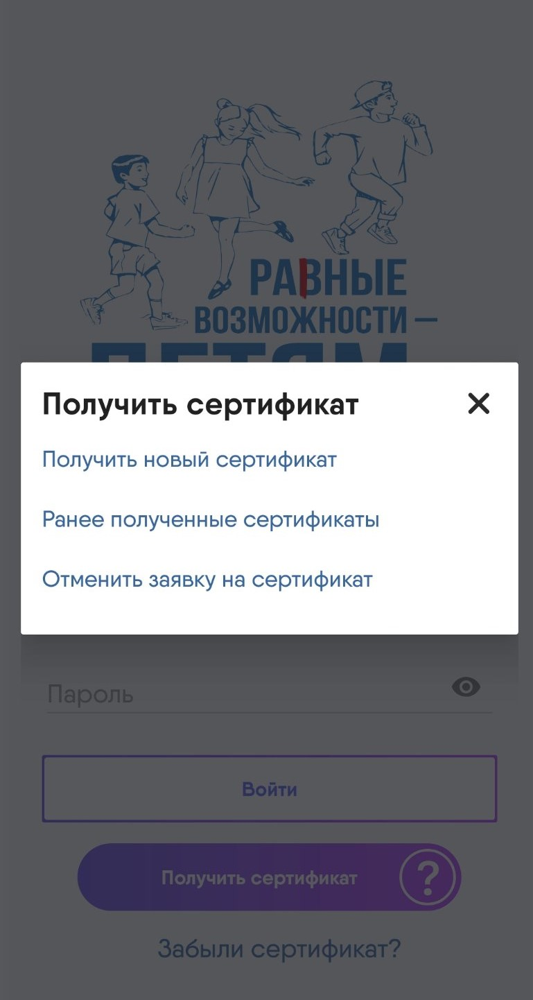 РАВНЫЕ
ВОЗМОЖНОСТИ —
ДЕТЯМ
Получить сертификат
Получить новый сертификат
Ранее полученные сертификаты
Отменить заявку на сертификат
Пароль
Войти
Получить сертификат ?
Забыли сертификат?